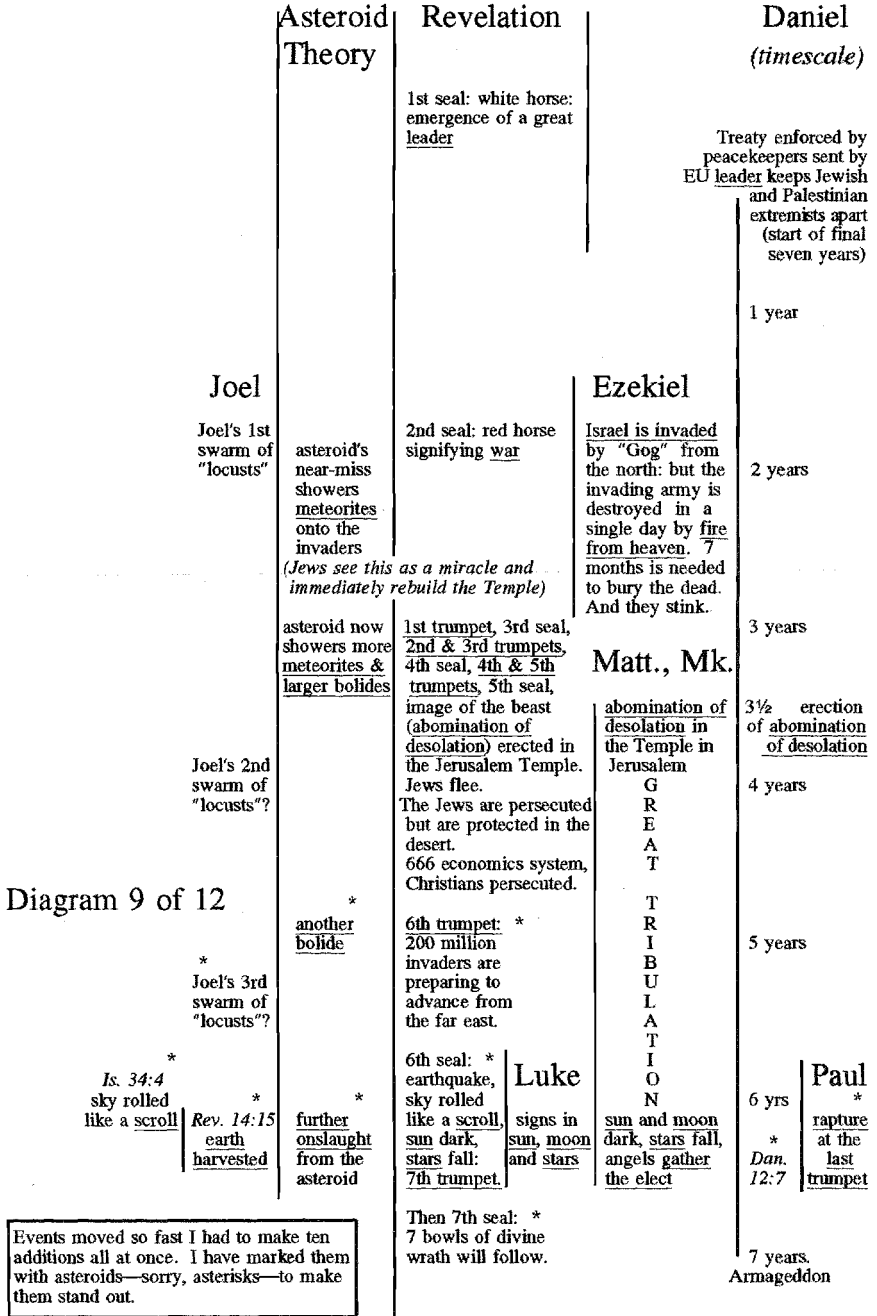 Asteroid
Theory
Revelation
Daniel
(timescale)
1st seal: white horse:
emergence of a great
leader
Treaty enforced by
peacekeepers sent by
EU leader keeps Jewish
and Palestinian
extremists apart
(start of final
seven years)
1 year
Joel
Ezekiel
Joel's 1st
swarm of
"locusts"
asteroid's
near-miss
showers
meteorites
onto the
invaders
2nd seal: red horse
signifying war
Israel is invaded
by "Gog" from
the north: but the
invading army is
destroyed in a
single day by fire
from heaven. 7
months is needed
to bury the dead.
And they stink.
2 years
(Jews see this as a miracle and
immediately rebuild the Temple)
asteroid now
showers more
meteorites &
larger bolides
1st trumpet, 3rd seal,
2nd & 3rd trumpets,
4th seal, 4th & 5th
trumpets, 5th seal,
image of the beast
(abomination of
desolation) erected in
the Jerusalem Temple.
Jews flee.
The Jews are persecuted
but are protected in the
desert.
666 economics system,
Christians persecuted.
3 years
Matt., Mk.
abomination of
desolation in
the Temple in
Jerusalem
3½ erection
of abomination
of desolation
Joel's 2nd
swarm of
"locusts"?
G
R
E
A
T
T
R
I
B
U
L
A
T
I
O
N
4 years
Diagram 9 of 12
*
another
bolide
6th trumpet: *
200 million
invaders are
preparing to
advance from
the far east.
5 years
*
Joel's 3rd
swarm of
"locusts"?
*
Is. 34:4
sky rolled
like a scroll
*
Rev. 14:15
earth
harvested
*
further
onslaught
from the
asteroid
6th seal: *
earthquake,
sky rolled
like a scroll,
sun dark,
stars fall:
7th trumpet.
Luke
signs in
sun, moon
and stars
sun and moon
dark, stars fall,
angels gather
the elect
6 yrs
*
Dan.
12:7
Paul
*
rapture
at the
last
trumpet
Then 7th seal: *
7 bowls of divine
wrath will follow.
7 years.
Armageddon
Events moved so fast I had to make ten
additions all at once. I have marked them
with asteroids—sorry, asterisks—to make
them stand out.